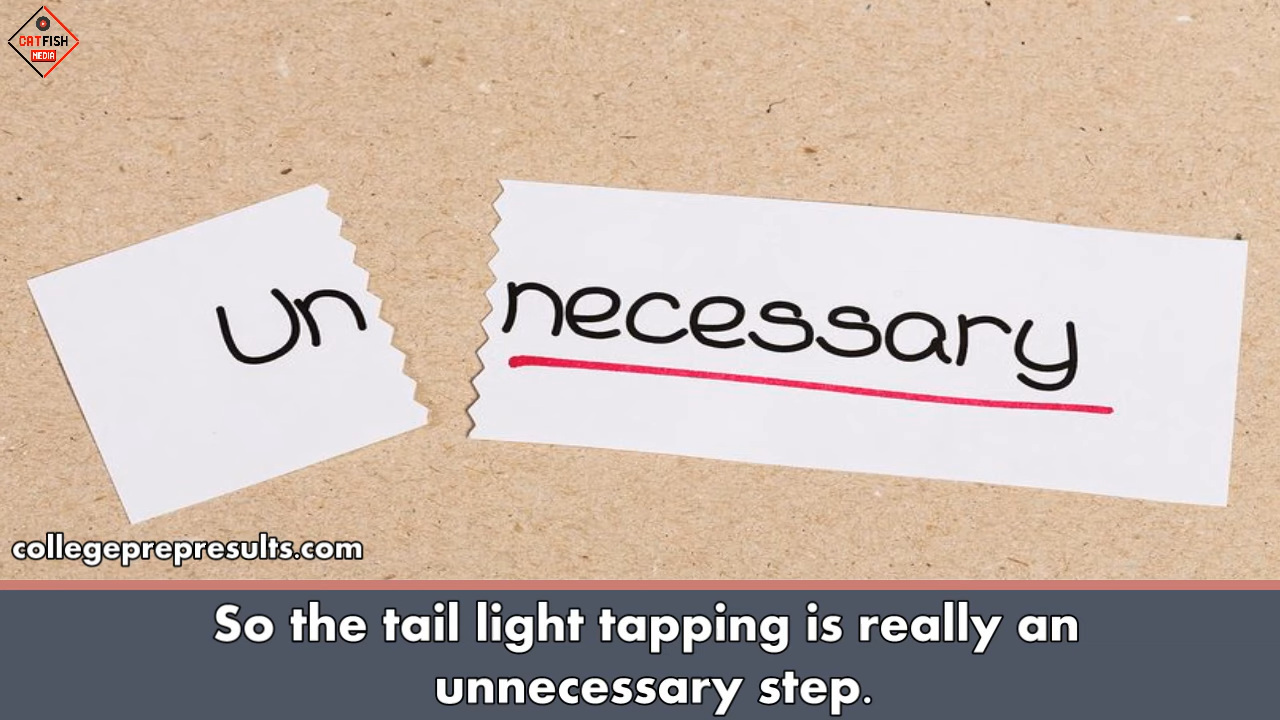 CATFISH
MEDIA
Un necessary
collegeprepresults.com
So the tail light tapping is really an
unnecessary step.